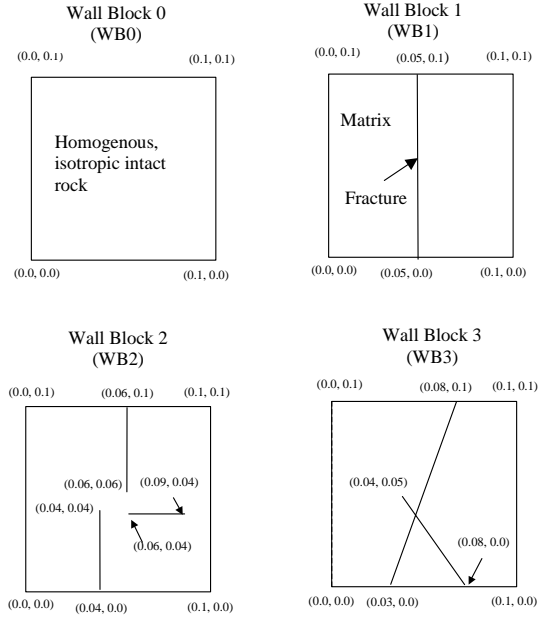 Wall Block 0
(WB0)
(0.0, 0.1)
(0.1, 0.1)
Homogenous,
isotropic intact
rock
(0.0, 0.0)
(0.1, 0.0)
Wall Block 1
(WB1)
(0.0, 0.1)
(0.05, 0.1)
(0.1, 0.1)
Matrix
Fracture
(0.0, 0.0)
(0.05, 0.0)
(0.1, 0.0)
Wall Block 2
(WB2)
(0.0, 0.1)
(0.06, 0.1)
(0.1, 0.1)
(0.06, 0.06)
(0.09, 0.04)
(0.04, 0.04)
(0.06, 0.04)
(0.0, 0.0)
(0.04, 0.0)
(0.1, 0.0)
Wall Block 3
(WB3)
(0.0, 0.1)
(0.08, 0.1)
(0.1, 0.1)
(0.04, 0.05)
(0.08, 0.0)
(0.0, 0.0)
(0.03, 0.0)
(0.1, 0.0)